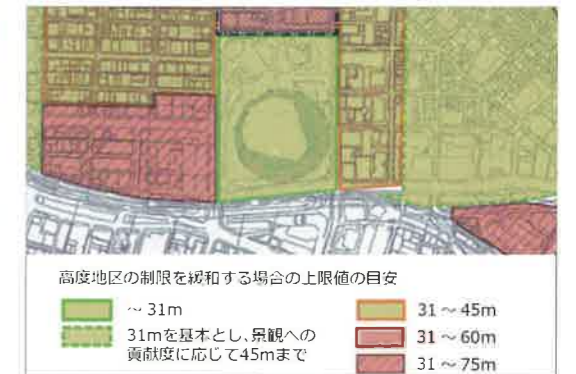 高度地区の制限を緩和する場合の上限値の目安
～31m
31mを基本とし、景観への
貢献度に応じて45mまで
31～45m
31～60m
31～75m